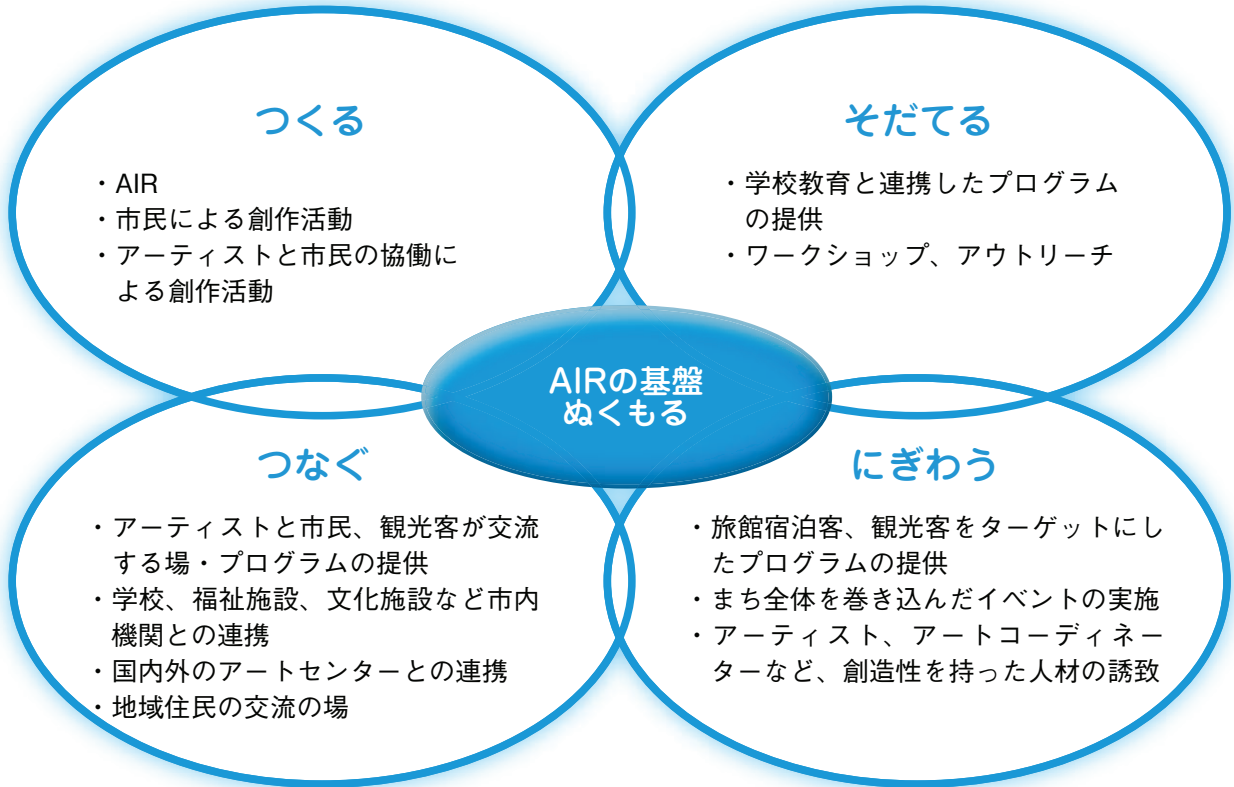 つくる
・AIR
・市民による創作活動
・アーティストと市民の協働に
よる創作活動
そだてる
・学校教育と連携したプログラム
の提供
・ワークショップ、アウトリーチ
AIRの基盤
ぬくもる
つなぐ
・アーティストと市民、観光客が交流
する場・プログラムの提供
・学校、福祉施設、文化施設など市内
機関との連携
・国内外のアートセンターとの連携
・地域住民の交流の場
にぎわう
・旅館宿泊客、観光客をターゲットにし
たプログラムの提供
・まち全体を巻き込んだイベントの実施
・アーティスト、アートコーディネー
ターなど、創造性を持った人材の誘致